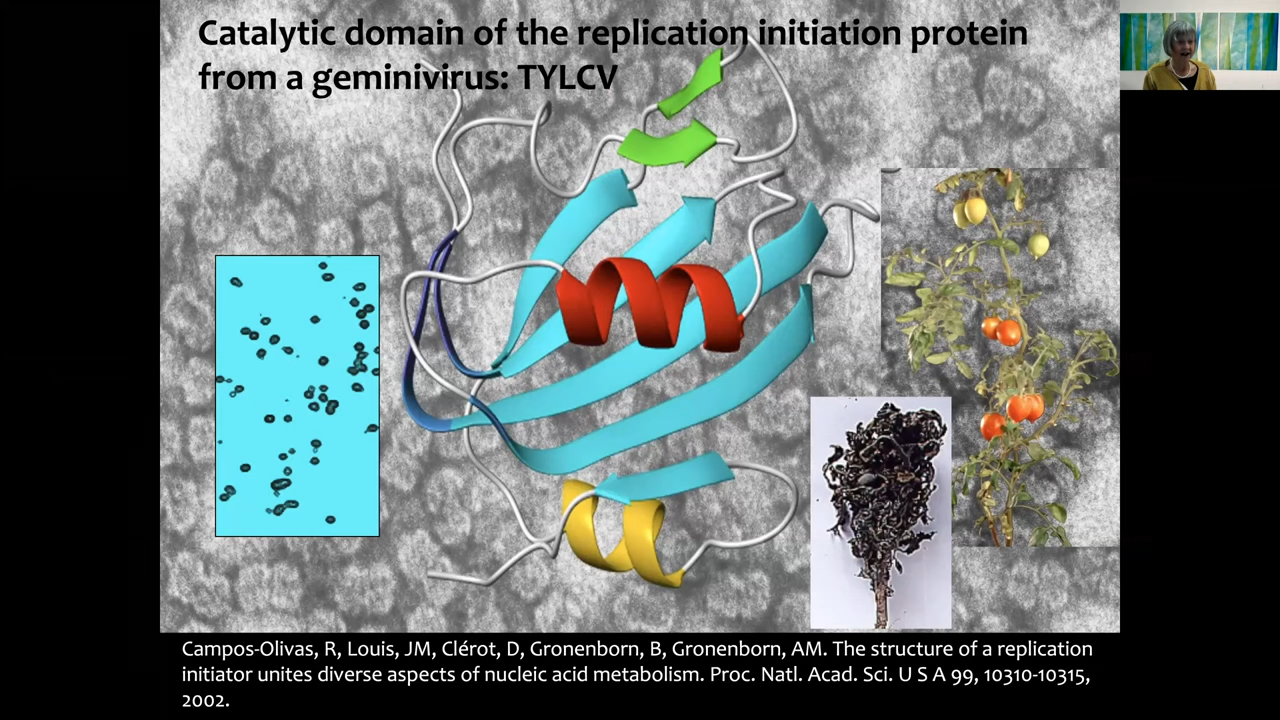 Catalytic domain of the replication initiation protein
from a geminivirus: TYLCV
Campos-Olivas, R, Louis, JM, Clérot, D, Gronenborn, B, Gronenborn, AM. The structure of a replication
initiator unites diverse aspects of nucleic acid metabolism. Proc. Natl. Acad. Sci. U S A 99, 10310-10315,
2002.